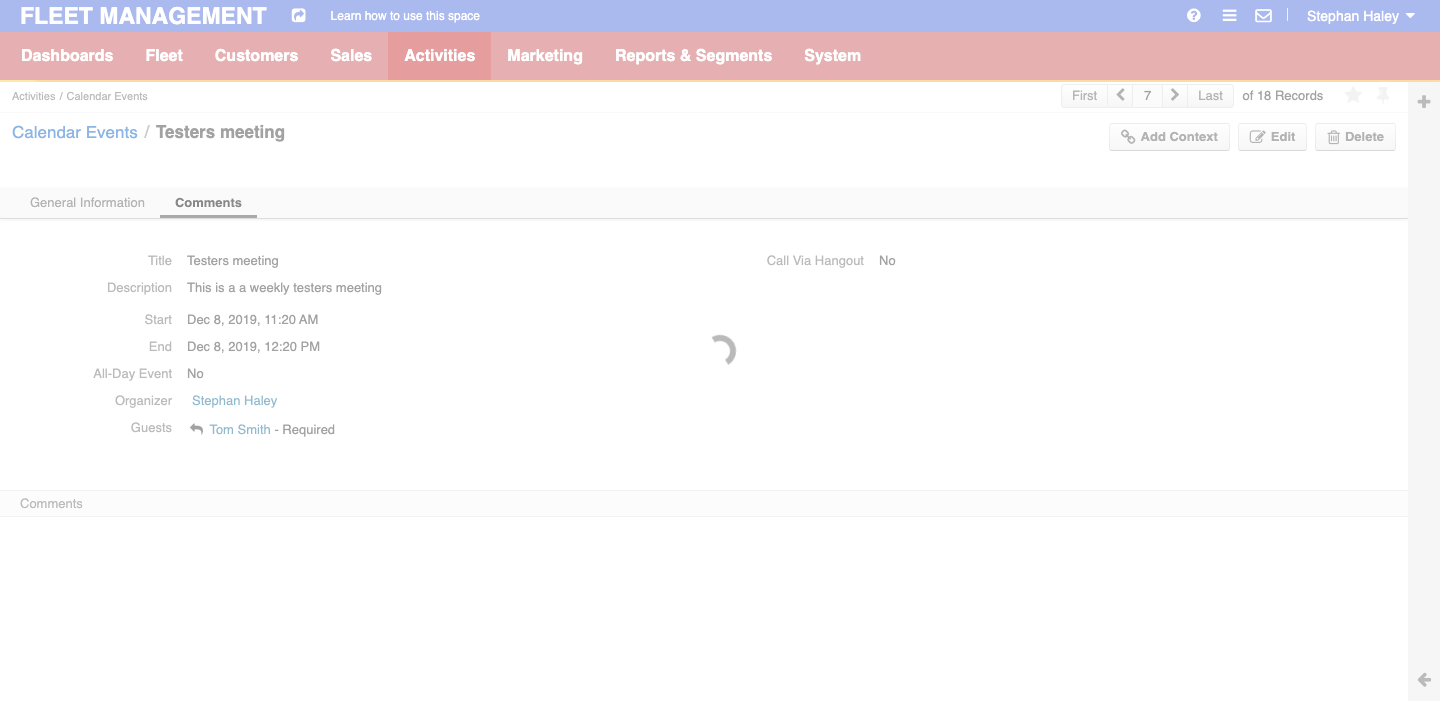 FLEET MANAGEMENT Learn how to use this space Stephan Haley
Dashboards Fleet Customers Sales Activities Marketing Reports & Segments System
Activities / Calendar Events First 7 Last of 18 Records
Calendar Events / Testers meeting Add Context Edit Delete
General Information Comments
Title Testers meeting Call Via Hangout No
Description This is a a weekly testers meeting
Start Dec 8, 2019, 11:20 AM
End Dec 8, 2019, 12:20 PM
All-Day Event No
Organizer Stephan Haley
Guests Tom Smith - Required
Comments